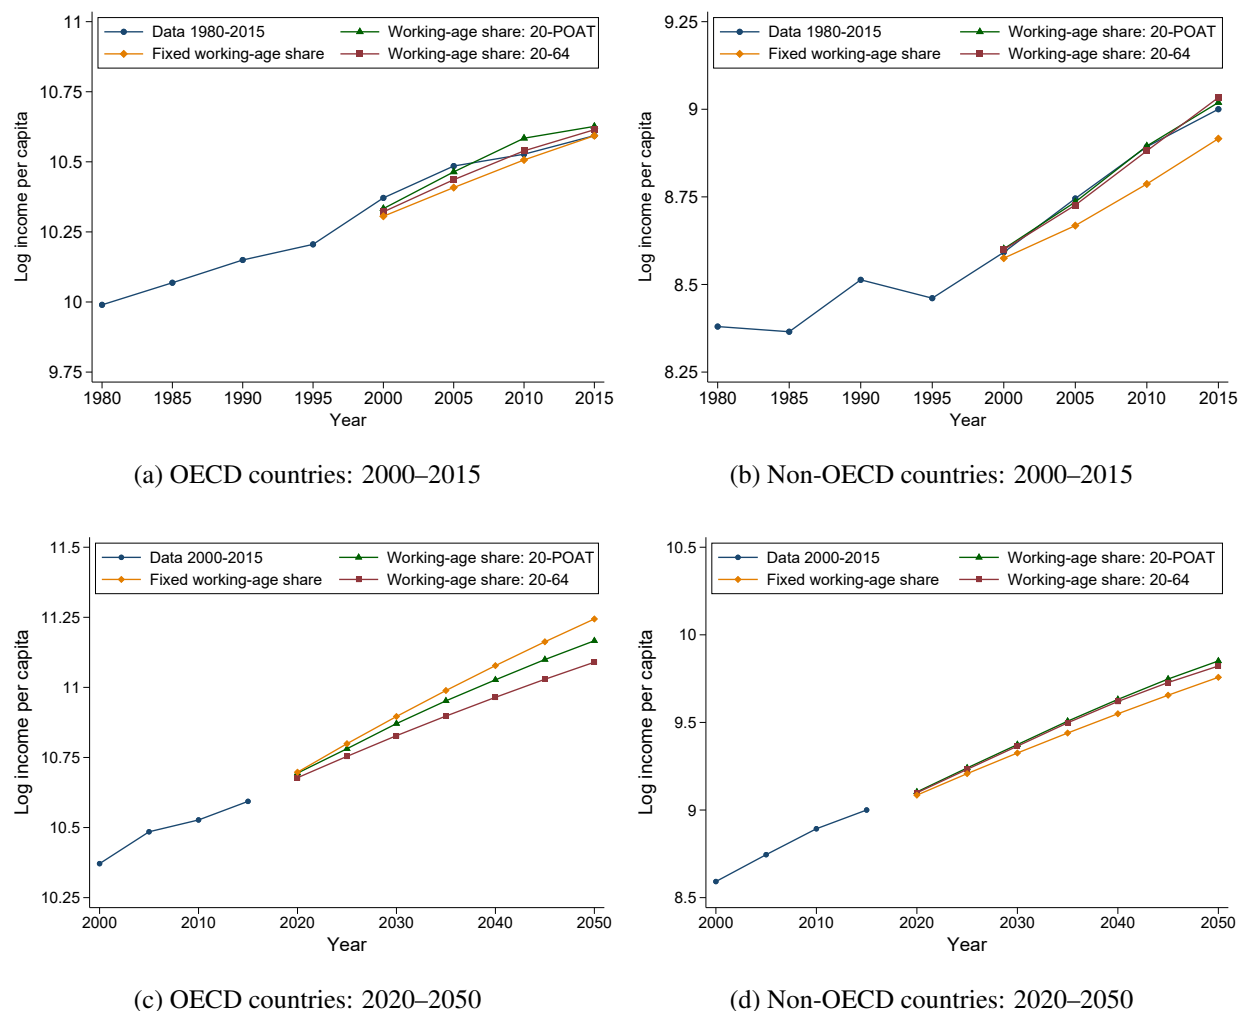 Log income per capita
11
10.75
10.5
10.25
10
9.75
Data 1980-2015
Working-age share: 20-POAT
Fixed working-age share
Working-age share: 20-64
1980 1985 1990 1995 2000 2005 2010 2015
Year
(a) OECD countries: 2000–2015
Log income per capita
9.25
9
8.75
8.5
8.25
Data 1980-2015
Working-age share: 20-POAT
Fixed working-age share
Working-age share: 20-64
1980 1985 1990 1995 2000 2005 2010 2015
Year
(b) Non-OECD countries: 2000–2015
Log income per capita
11.5
11.25
11
10.75
10.5
10.25
Data 2000-2015
Working-age share: 20-POAT
Fixed working-age share
Working-age share: 20-64
2000 2010 2020 2030 2040 2050
Year
(c) OECD countries: 2020–2050
Log income per capita
10.5
10
9.5
9
8.5
Data 2000-2015
Working-age share: 20-POAT
Fixed working-age share
Working-age share: 20-64
2000 2010 2020 2030 2040 2050
Year
(d) Non-OECD countries: 2020–2050